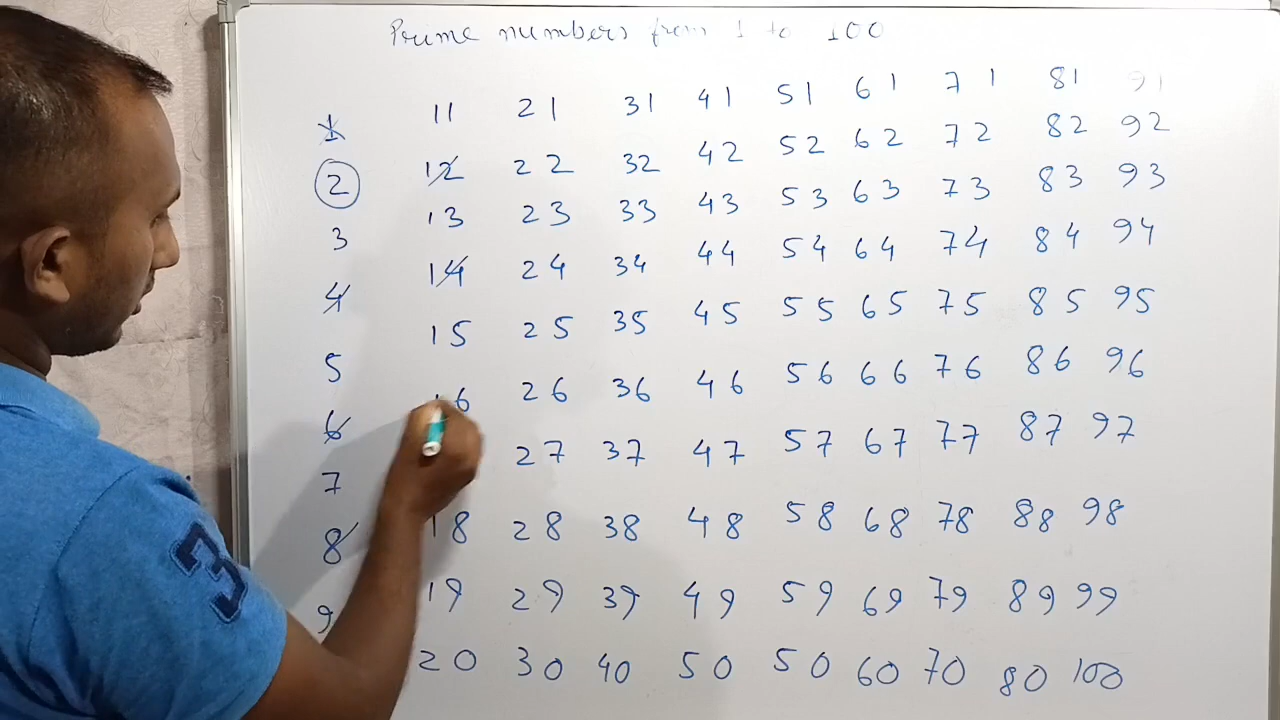 Prime numbers from 1 to 100
1 11 21 31 41 51 61 71 81 91
2 12 22 32 42 52 62 72 82 92
3 13 23 33 43 53 63 73 83 93
4 14 24 34 44 54 64 74 84 94
5 15 25 35 45 55 65 75 85 95
6 16 26 36 46 56 66 76 86 96
7 27 37 47 57 67 77 87 97
8 18 28 38 48 58 68 78 88 98
9 19 29 39 49 59 69 79 89 99
20 30 40 50 50 60 70 80 100
3